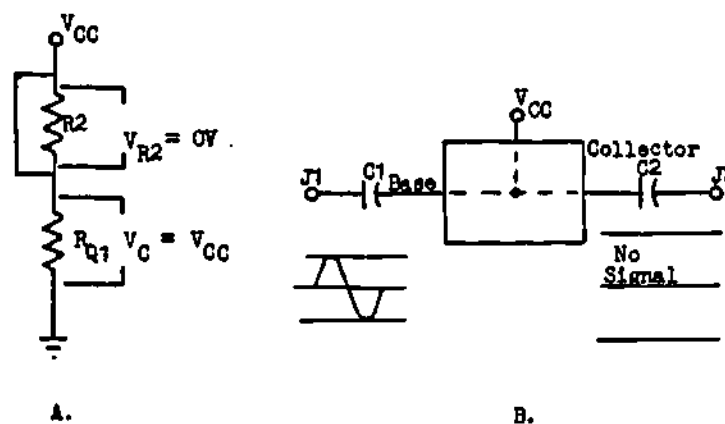 VCC
R2
VR2 = 0V
RQ1
VC = VCC
A.
VCC
Collector
J1
C1
Base
C2
J
No
Signal
B.